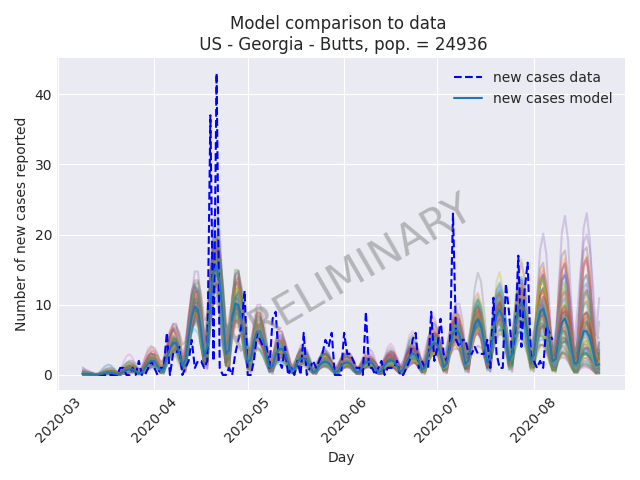 Model comparison to data
US - Georgia - Butts, pop. = 24936
new cases data
new cases model
Number of new cases reported
40
30
20
10
0
PRELIMINARY
2020-03
2020-04
2020-05
2020-06
2020-07
2020-08
Day